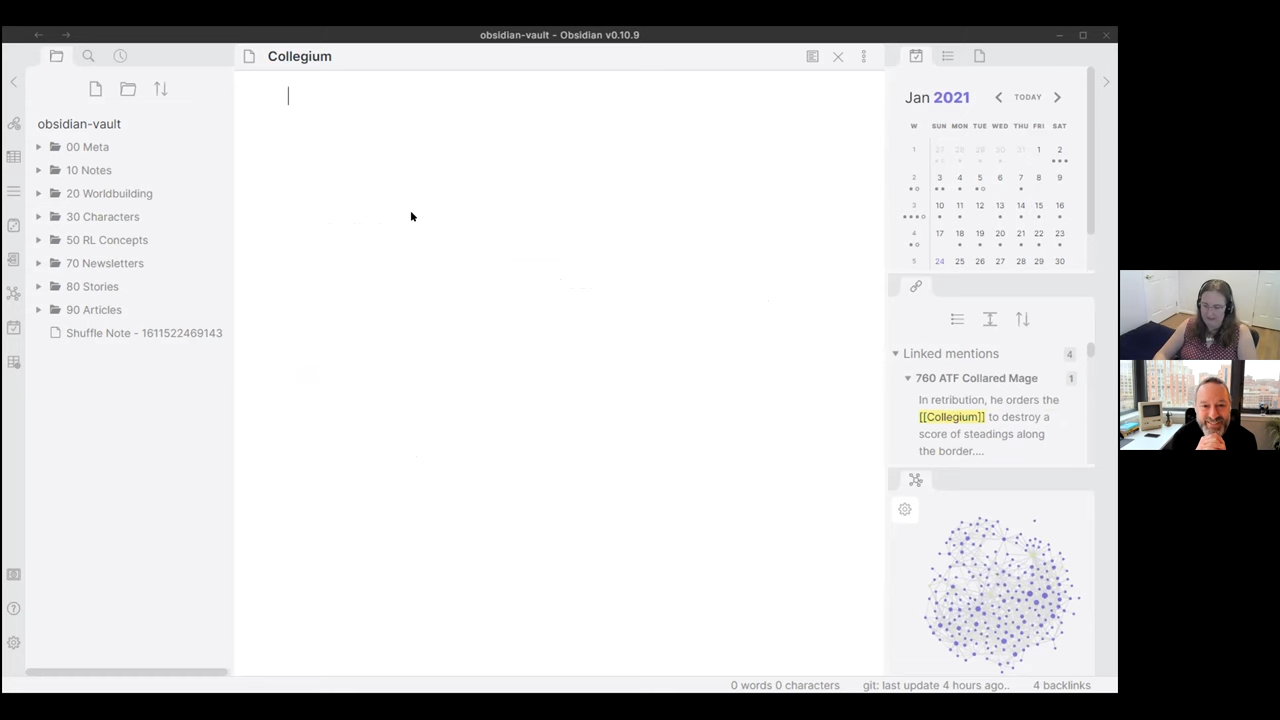 obsidian-vault - Obsidian v0.10.9
Collegium
obsidian-vault
00 Meta
10 Notes
20 Worldbuilding
30 Characters
50 RL Concepts
70 Newsletters
80 Stories
90 Articles
Shuffle Note - 1611522469143
Jan 2021
TODAY
W SUN MON TUE WED THU FRI SAT
1 27 28 29 30 31 1 2
2 3 4 5 6 7 8 9
3 10 11 12 13 14 15 16
4 17 18 19 20 21 22 23
5 24 25 26 27 28 29 30
Linked mentions 4
760 ATF Collared Mage 1
In retribution, he orders the
[[Collegium]] to destroy a
score of steadings along
the border....
0 words 0 characters
git: last update 4 hours ago..
4 backlinks